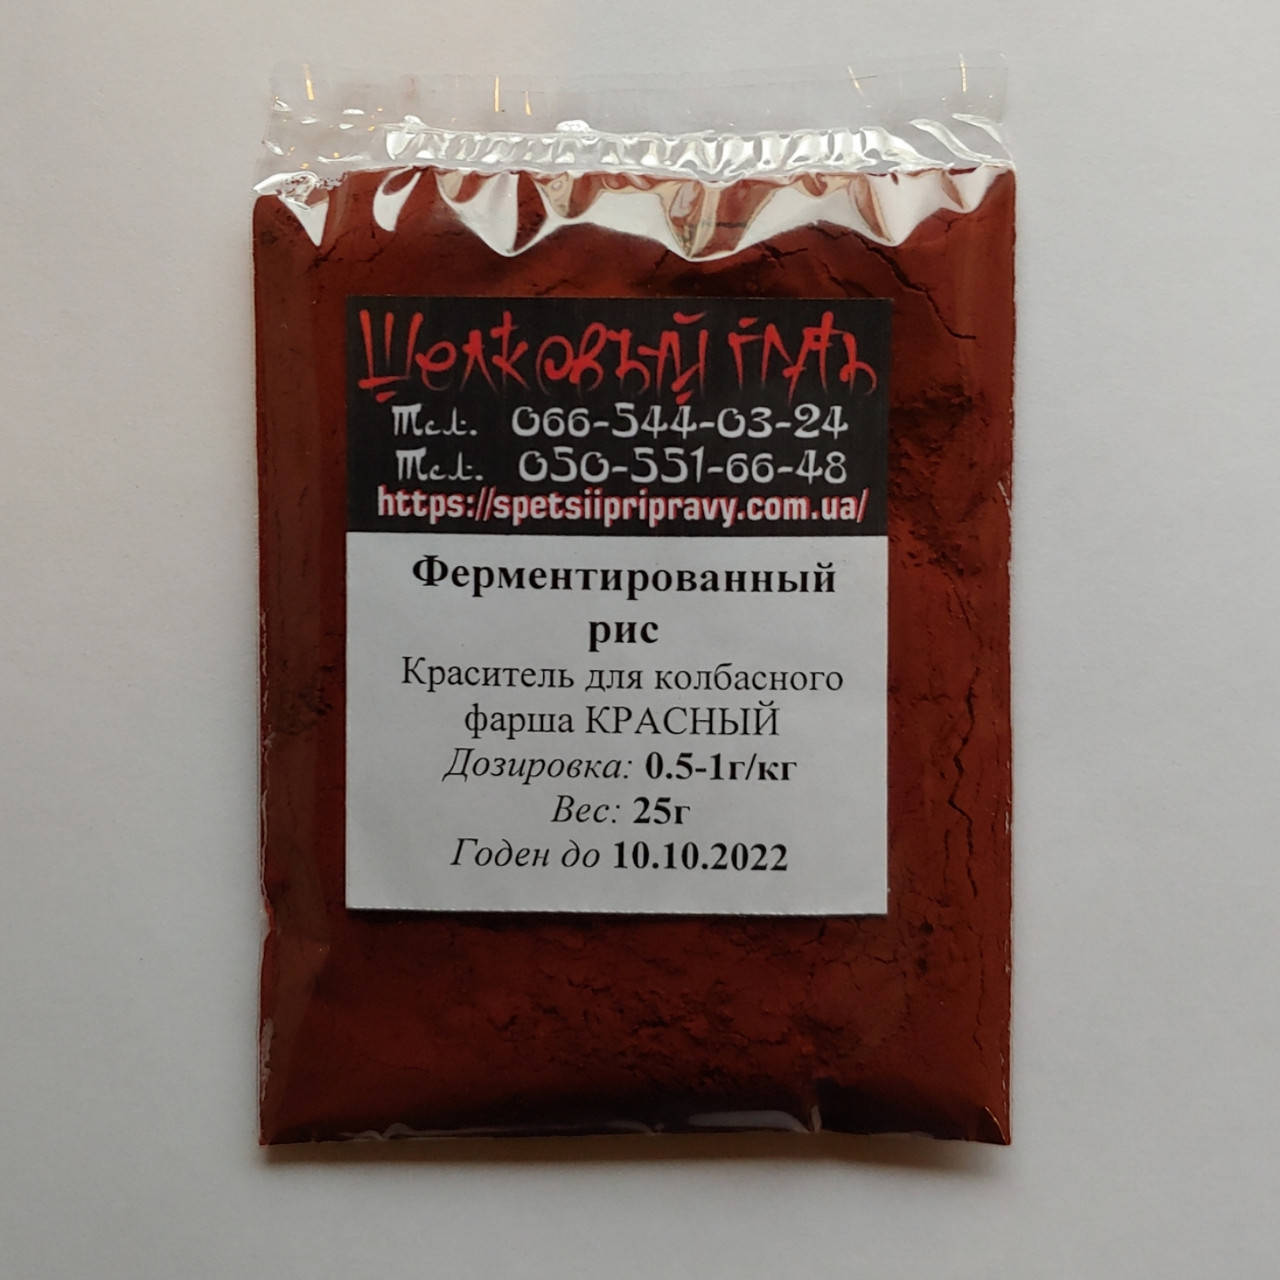 Шелковый путь
Тел. 066-544-03-24
Тел. 050-551-66-48
https://spetsiipripravy.com.ua/
Ферментированный
рис
Краситель для колбасного
фарша КРАСНЫЙ
Дозировка: 0.5-1г/кг
Вес: 25г
Годен до 10.10.2022